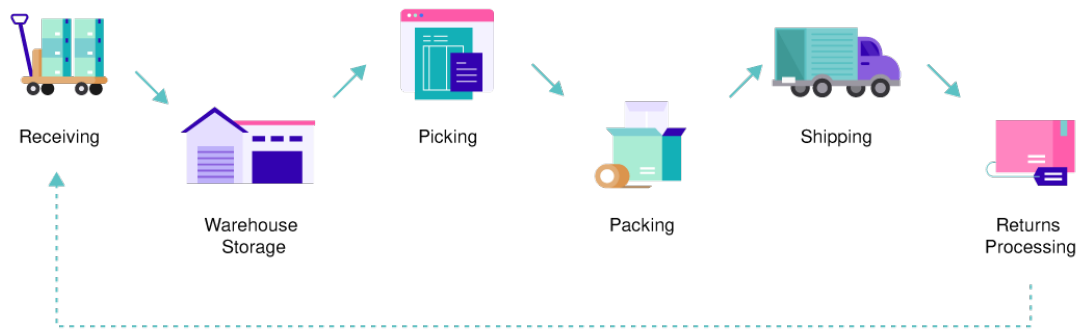 Receiving
Warehouse
Storage
Picking
Packing
Shipping
Returns
Processing